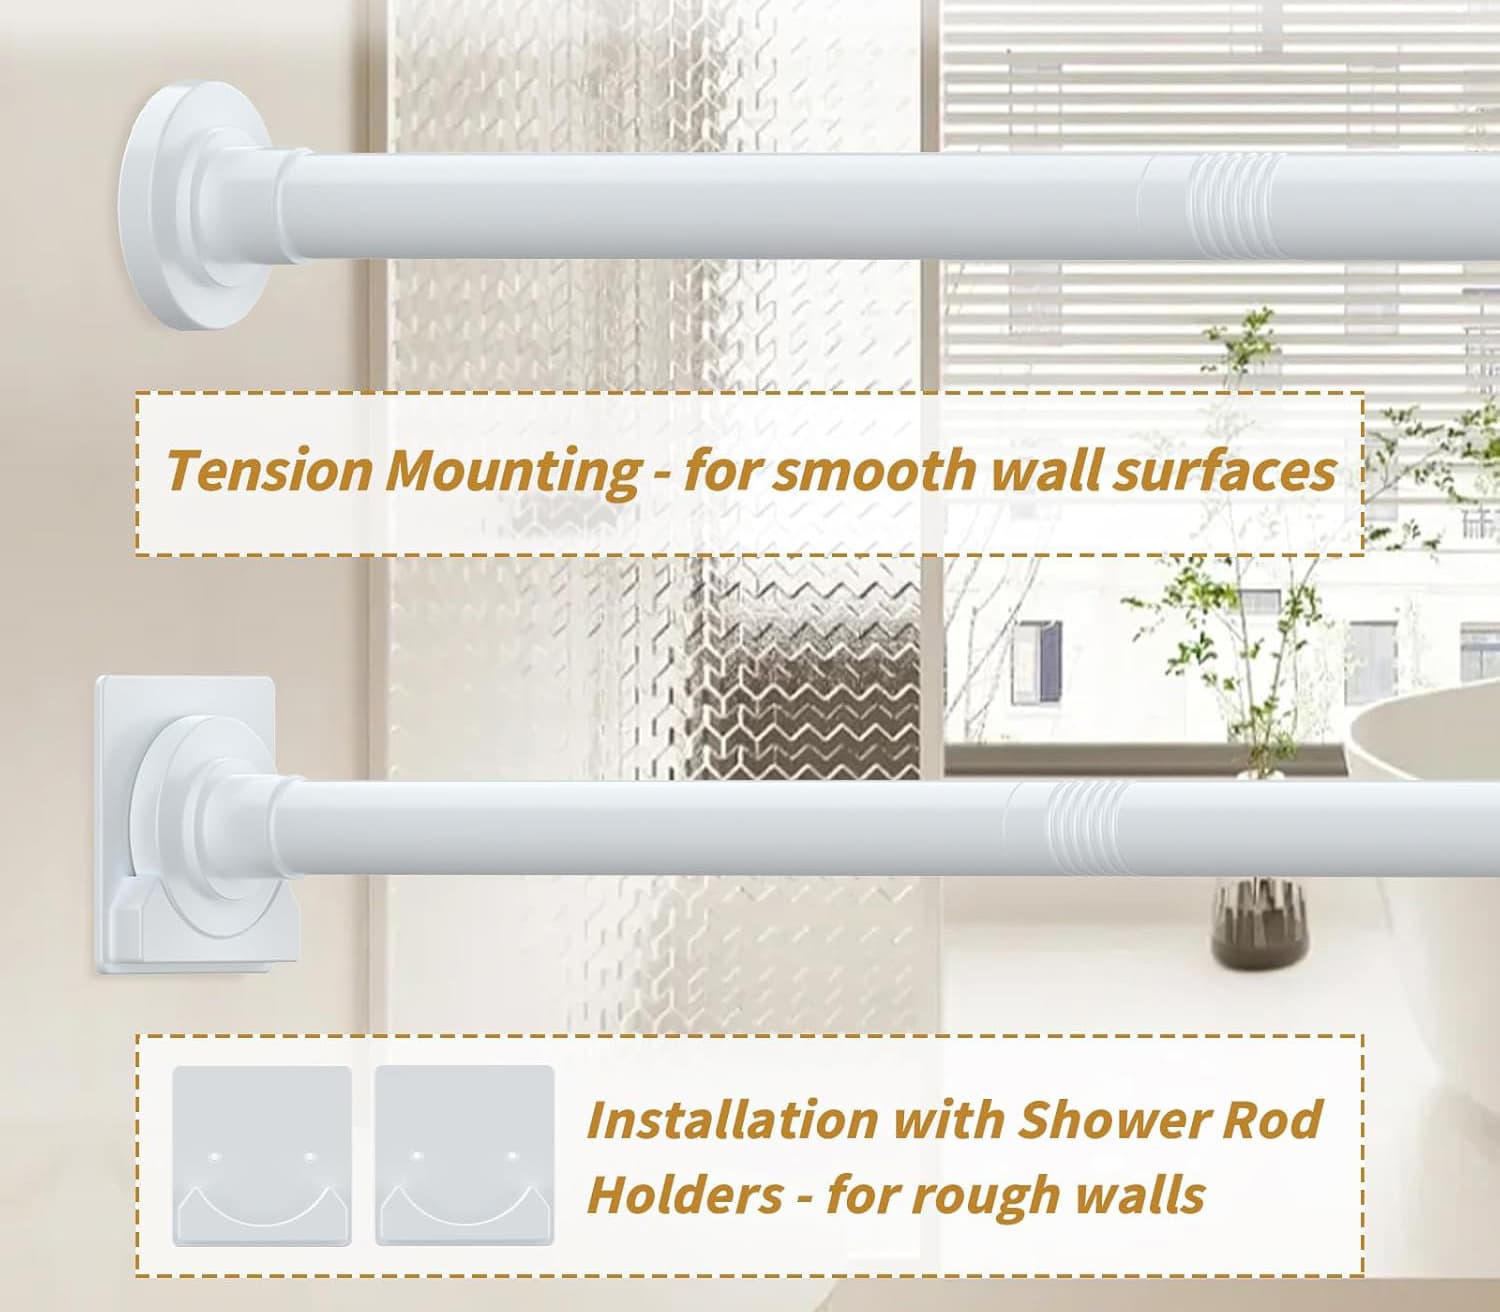 Tension Mounting - for smooth wall surfaces
Installation with Shower Rod
Holders - for rough walls